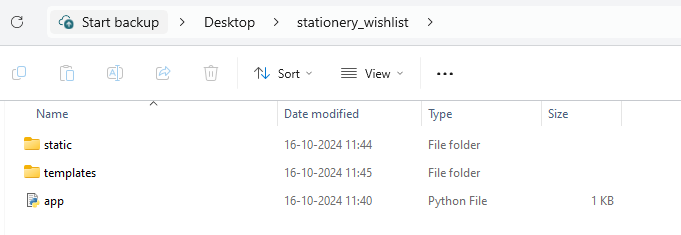 Start backup Desktop stationery_wishlist
Sort View
Name Date modified Type Size
static 16-10-2024 11:44 File folder
templates 16-10-2024 11:45 File folder
app 16-10-2024 11:40 Python File 1 KB